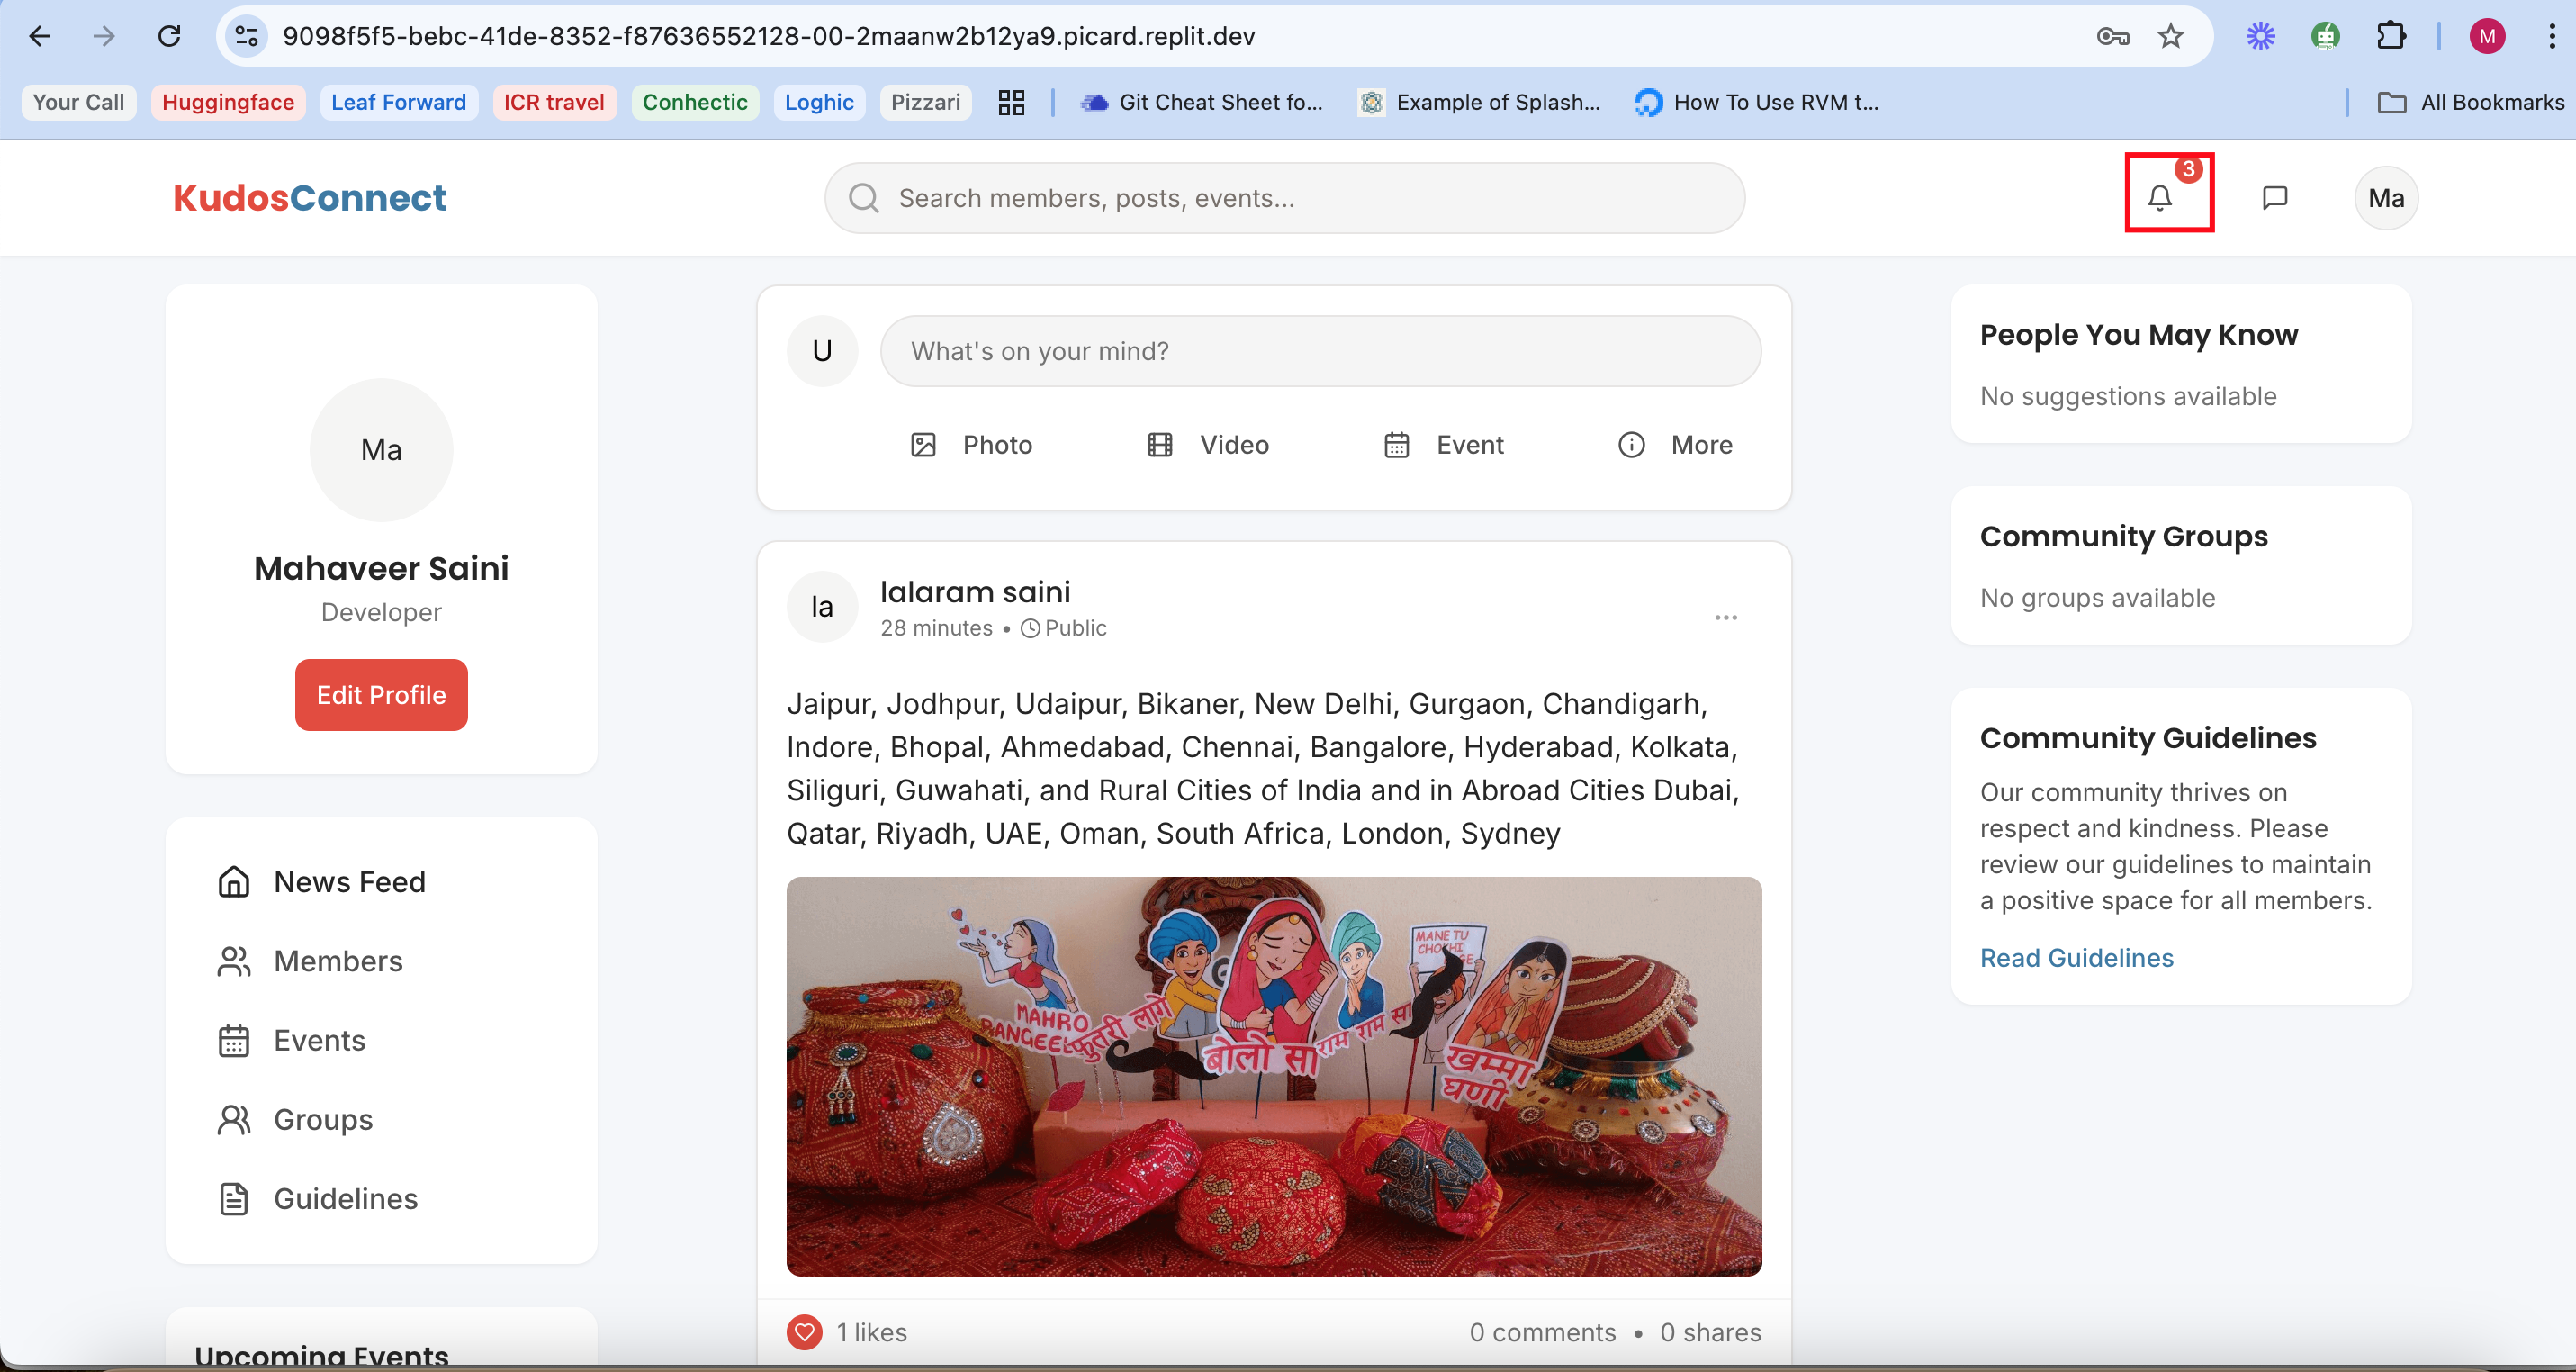 9098f5f5-bebc-41de-8352-f87636552128-00-2maanw2b12ya9.picard.replit.dev
M
Your Call
Huggingface
Leaf Forward
ICR travel
Conhectic
Loghic
Pizzari
Git Cheat Sheet fo...
Example of Splash...
How To Use RVM t...
All Bookmarks
KudosConnect
Search members, posts, events...
3
Ma
Ma
Mahaveer Saini
Developer
Edit Profile
News Feed
Members
Events
Groups
Guidelines
Upcoming Events
U
What's on your mind?
Photo
Video
Event
More
la
lalaram saini
28 minutes • Public
Jaipur, Jodhpur, Udaipur, Bikaner, New Delhi, Gurgaon, Chandigarh,
Indore, Bhopal, Ahmedabad, Chennai, Bangalore, Hyderabad, Kolkata,
Siliguri, Guwahati, and Rural Cities of India and in Abroad Cities Dubai,
Qatar, Riyadh, UAE, Oman, South Africa, London, Sydney
MAHRO
लागे
बोलो सा
राम राम सा
MANE TU
खम्मा
घणी
1 likes
0 comments • 0 shares
People You May Know
No suggestions available
Community Groups
No groups available
Community Guidelines
Our community thrives on
respect and kindness. Please
review our guidelines to maintain
a positive space for all members.
Read Guidelines